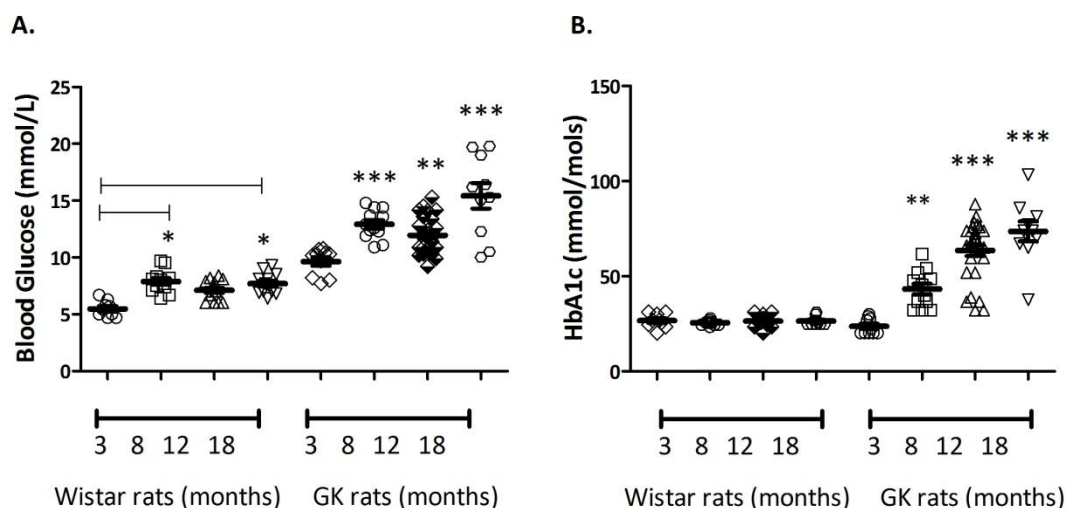 A.
Blood Glucose (mmol/L)
25
20
15
10
5
0
*
*
***
**
***
3 8 12 18
3 8 12 18
Wistar rats (months)
GK rats (months)
B.
HbA1c (mmol/mols)
150
100
50
0
**
***
***
3 8 12 18
3 8 12 18
Wistar rats (months)
GK rats (months)